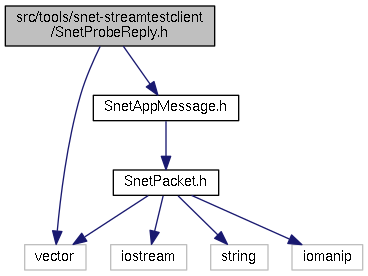 src/tools/snet-streamtestclient
/SnetProbeReply.h
SnetAppMessage.h
SnetPacket.h
vector
iostream
string
iomanip